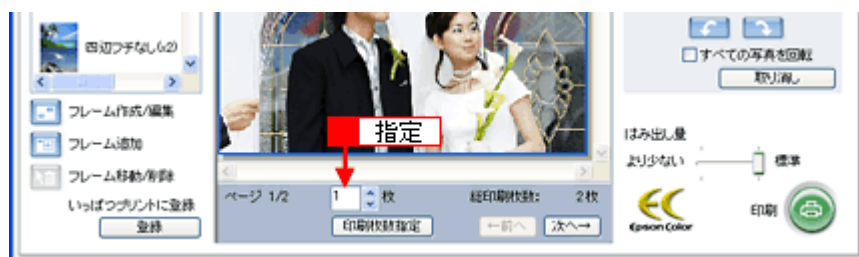 四辺フチなし(x2)
フレーム作成/編集
フレーム追加
フレーム移動/削除
いっぱつプリントに登録
登録
指定
ページ 1/2
1 枚
総印刷枚数: 2枚
印刷枚数指定
←前へ
次へ→
すべての写真を回転
取り消し
はみ出し量
より少ない
標準
Epson Color
印刷